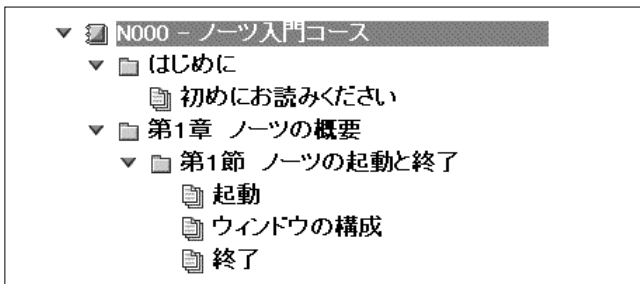 N000 - ノーツ入門コース
はじめに
初めにお読みください
第1章 ノーツの概要
第1節 ノーツの起動と終了
起動
ウィンドウの構成
終了